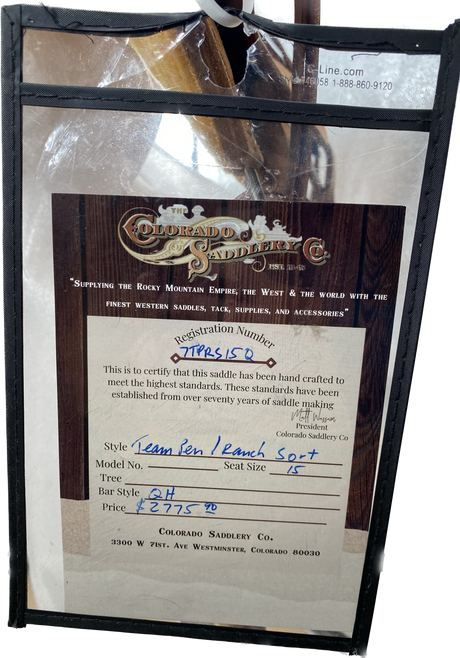 C-Line.com
1-888-860-9120
THE
COLORADO
SADDLERY CO.
"SUPPLYING THE ROCKY MOUNTAIN EMPIRE, THE WEST & THE WORLD WITH THE
FINEST WESTERN SADDLES, TACK, SUPPLIES, AND ACCESSORIES"
Registration Number
7TPRS15Q
This is to certify that this saddle has been hand crafted to
meet the highest standards. These standards have been
established from over seventy years of saddle making
President
Colorado Saddlery Co
Style Team Pen / Ranch Sort
Model No. Seat Size 15
Tree
Bar Style QH
Price $2775
COLORADO SADDLERY CO.
3300 W 71ST. AVE WESTMINSTER, COLORADO 80030